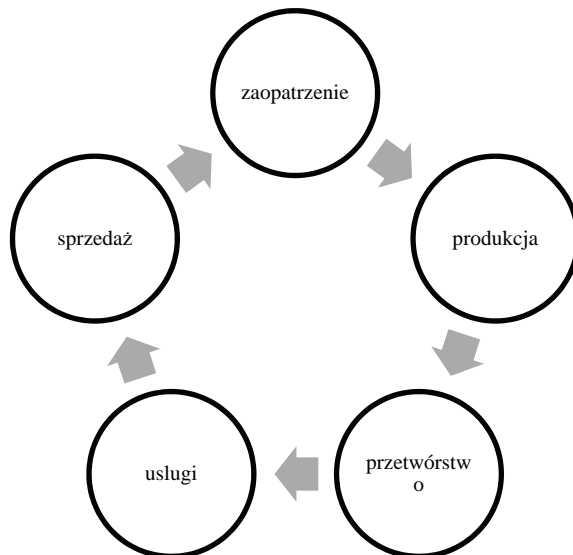 zaopatrzenie
sprzedaż
produkcja
uslugi
przetwórstw
o